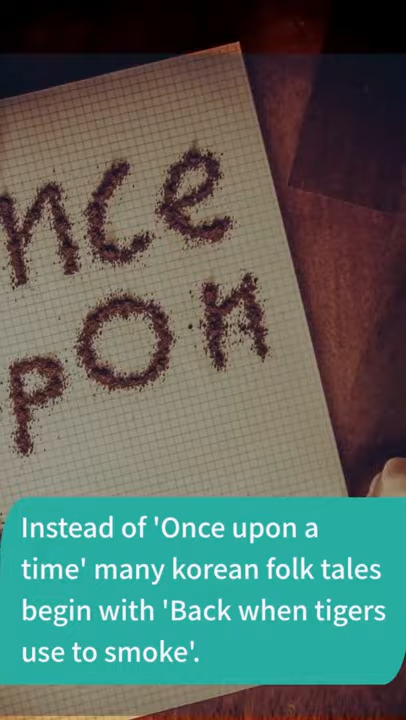 nce
pon
Instead of 'Once upon a
time' many korean folk tales
begin with 'Back when tigers
use to smoke'.